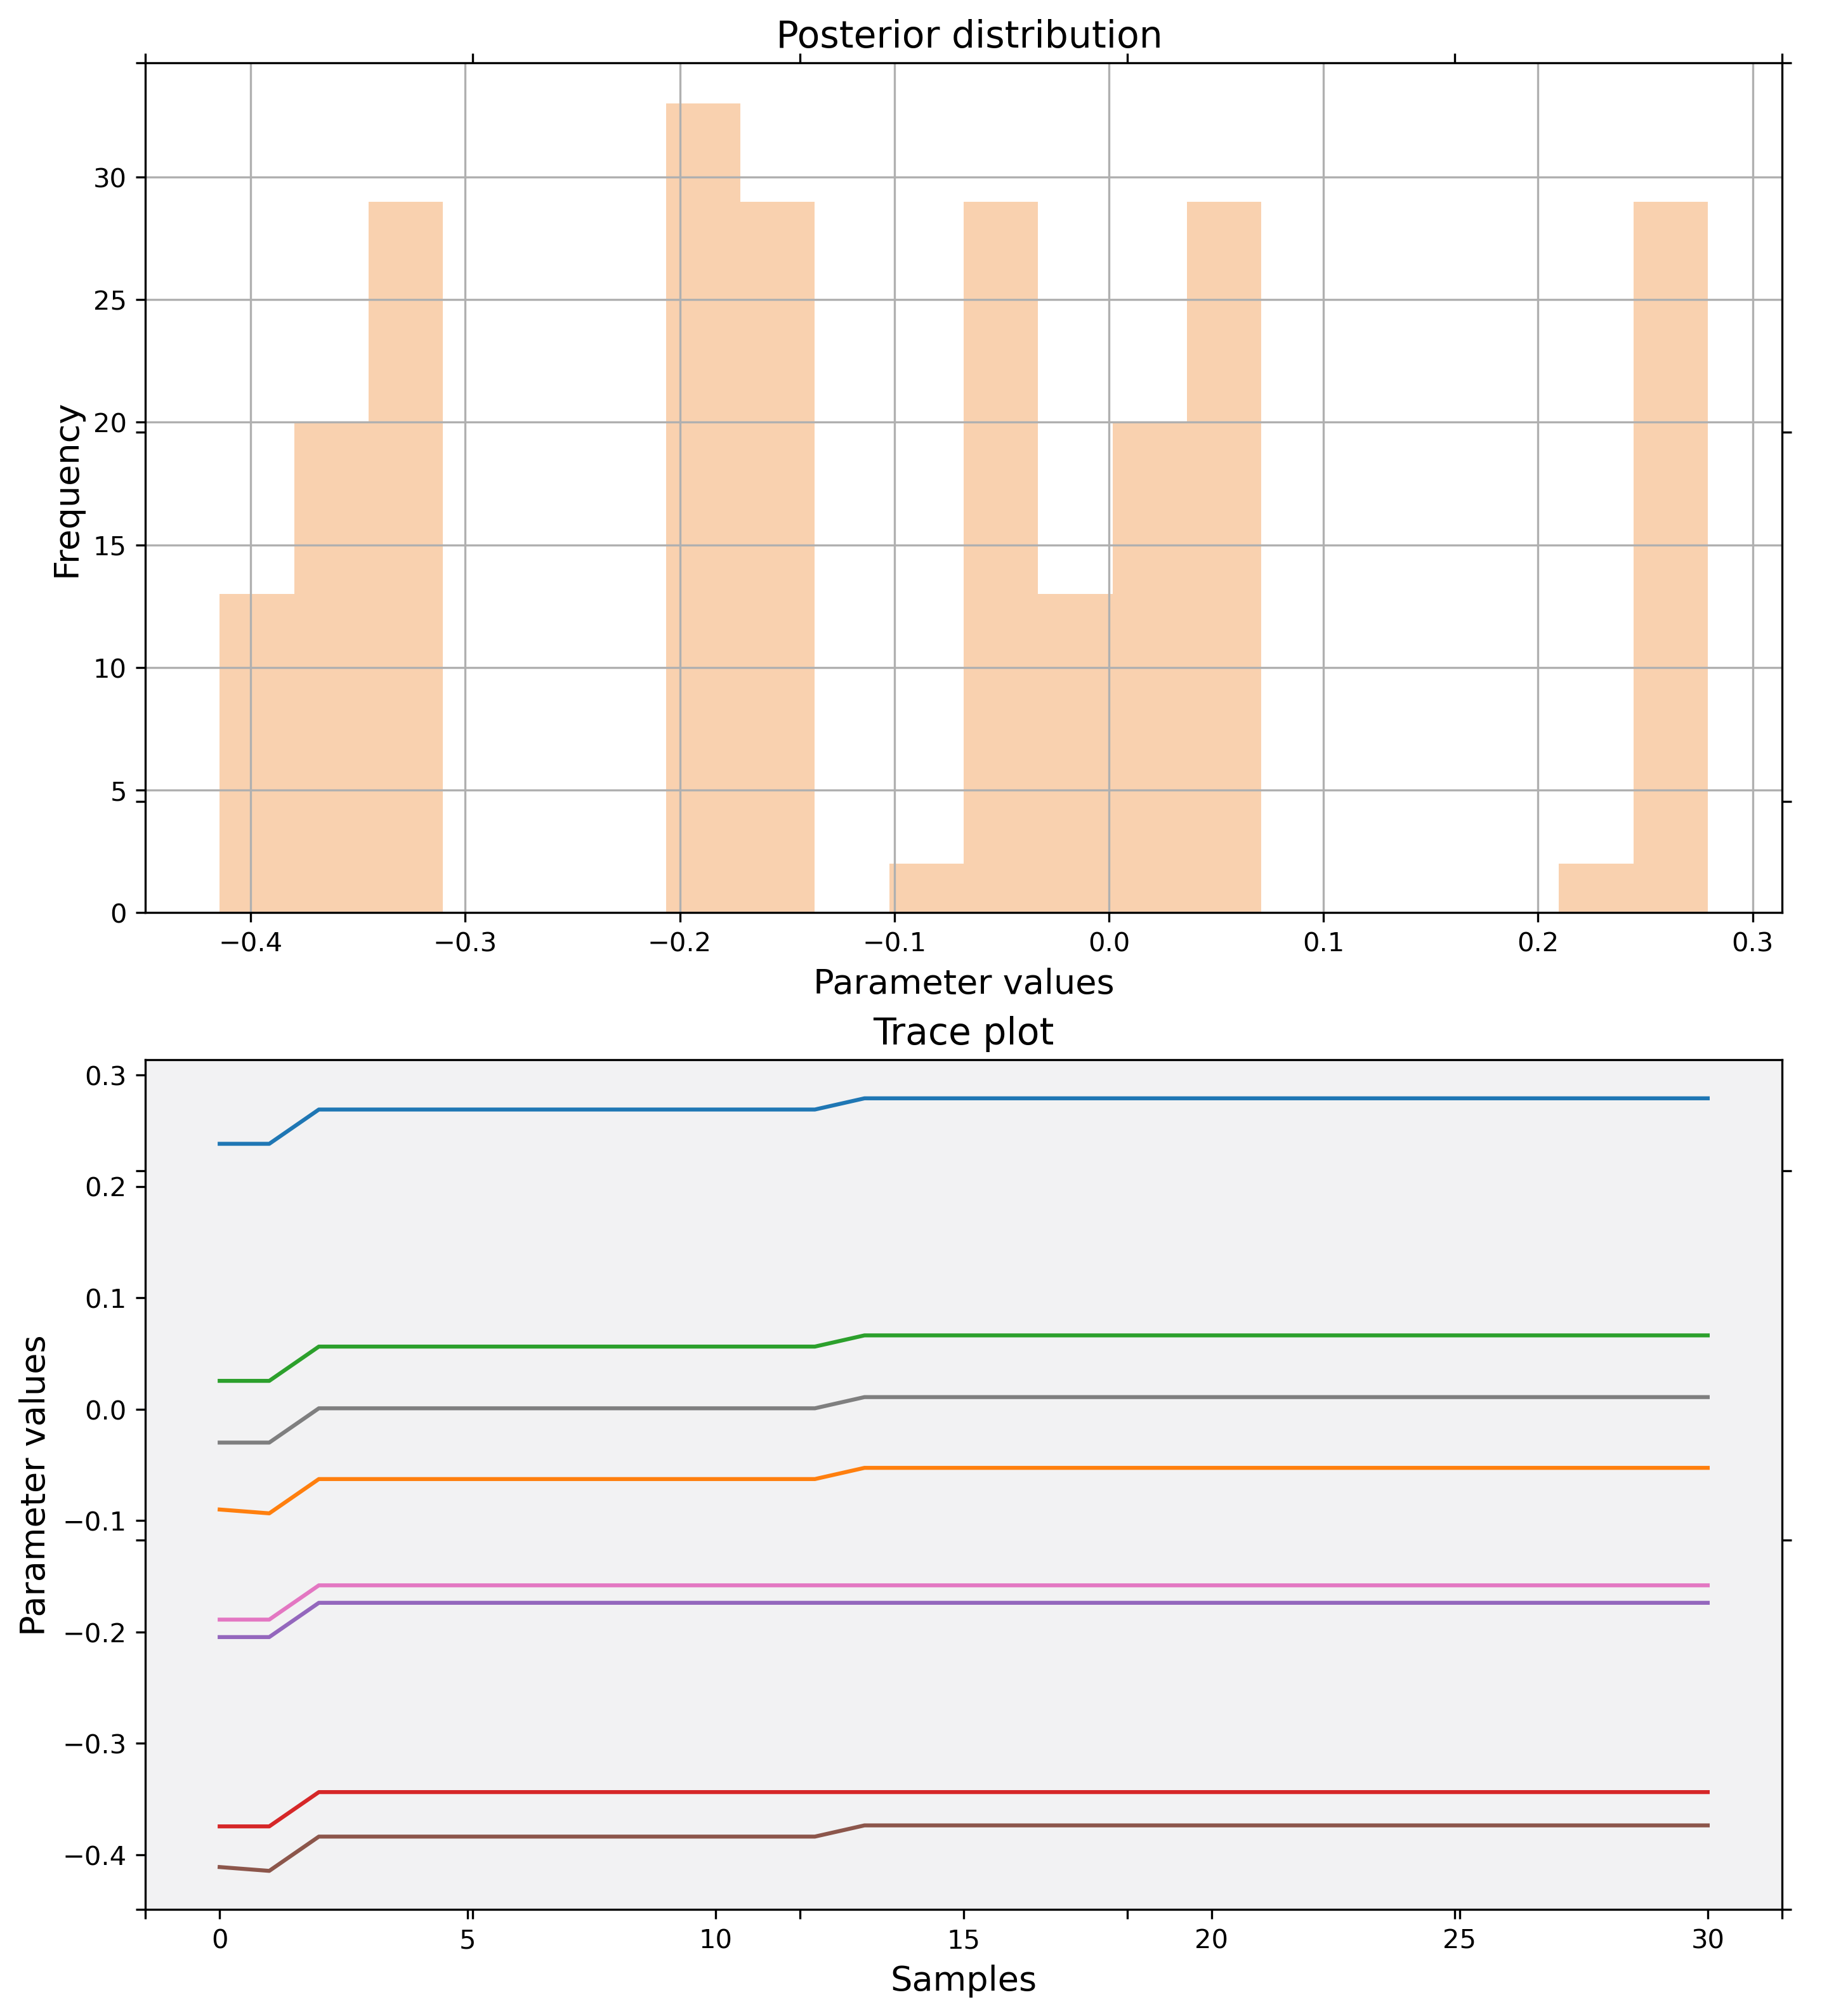 Posterior distribution
30
25
20
15
10
5
0
Frequency
−0.4 −0.3 −0.2 −0.1 0.0 0.1 0.2 0.3
Parameter values
Trace plot
0.3
0.2
0.1
0.0
−0.1
−0.2
−0.3
−0.4
Parameter values
0 5 10 15 20 25 30
Samples